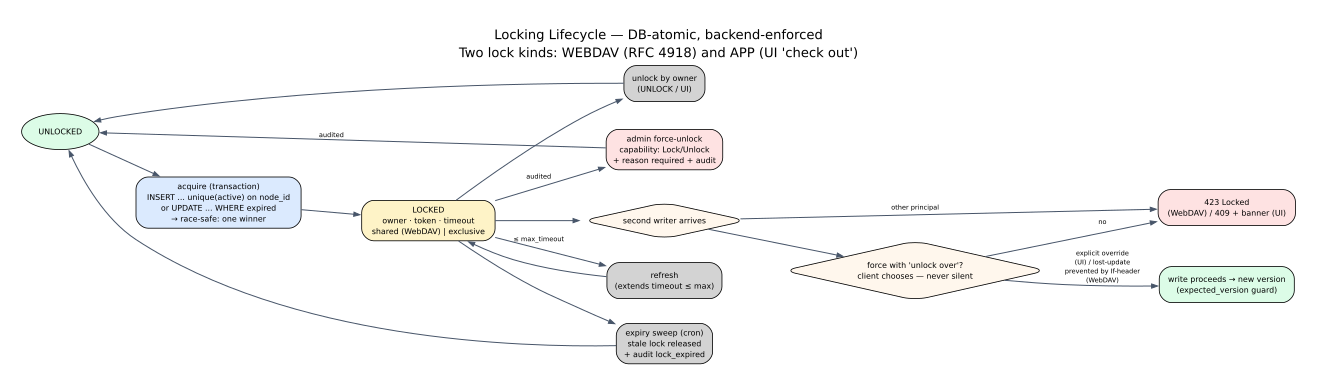 Locking Lifecycle — DB-atomic, backend-enforced
Two lock kinds: WEBDAV (RFC 4918) and APP (UI 'check out')
unlock by owner
(UNLOCK / UI)
UNLOCKED
audited
admin force-unlock
capability: Lock/Unlock
+ reason required + audit
audited
acquire (transaction)
INSERT ... unique(active) on node_id
or UPDATE ... WHERE expired
→ race-safe: one winner
LOCKED
owner · token · timeout
shared (WebDAV) | exclusive
second writer arrives
other principal
423 Locked
(WebDAV) / 409 + banner (UI)
no
≤ max_timeout
refresh
(extends timeout ≤ max)
force with 'unlock over'?
client chooses — never silent
explicit override
(UI) / lost-update
prevented by If-header
(WebDAV)
write proceeds → new version
(expected_version guard)
expiry sweep (cron)
stale lock released
+ audit lock_expired